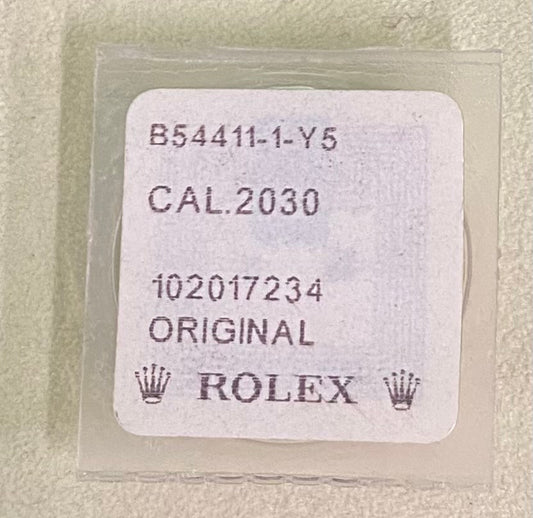 B54411-1-Y5
CAL.2030
102017234
ORIGINAL
ROLEX